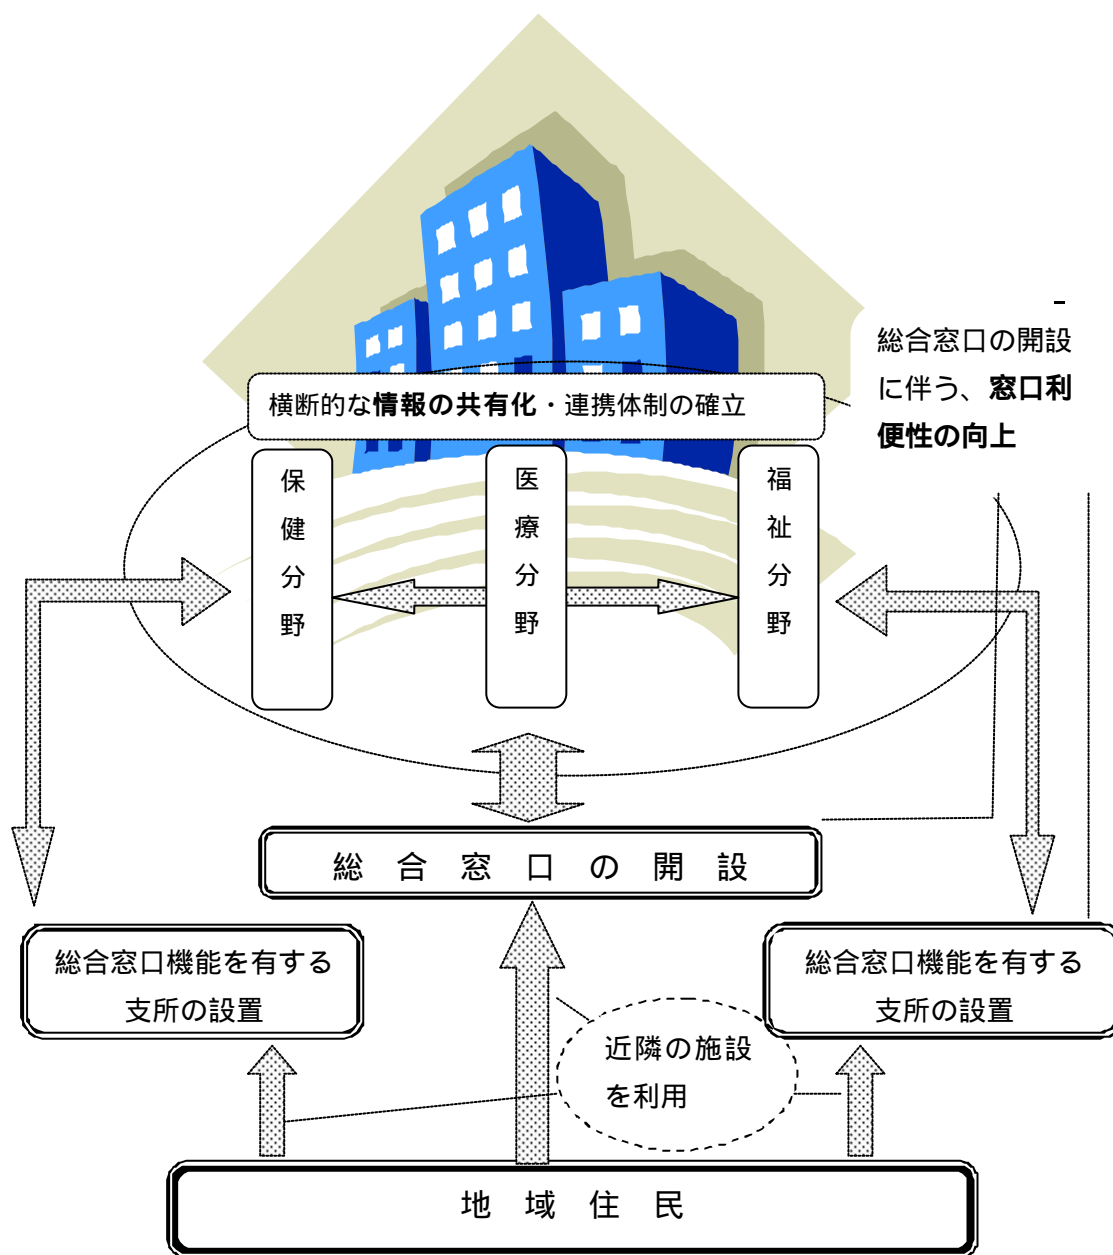 総合窓口の開設
に伴う、窓口利
便性の向上
横断的な情報の共有化・連携体制の確立
保健分野
医療分野
福祉分野
総合窓口の開設
総合窓口機能を有する
支所の設置
総合窓口機能を有する
支所の設置
近隣の施設
を利用
地域住民